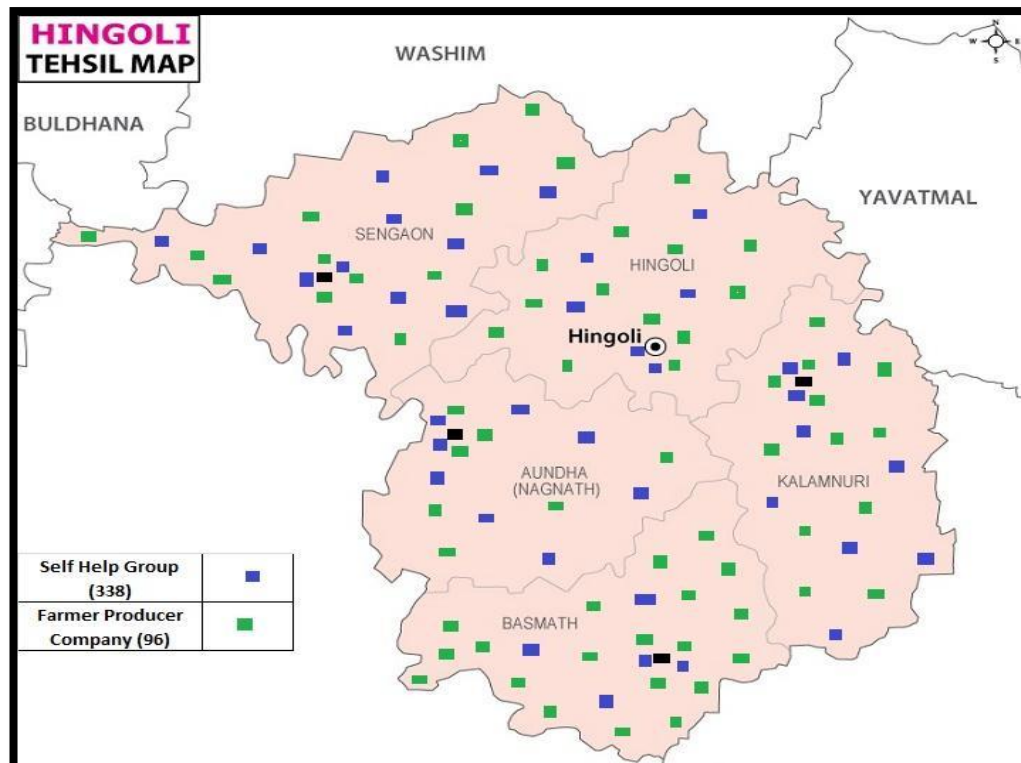 HINGOLI
TEHSIL MAP
WASHIM
N
W E
S
BULDHANA
YAVATMAL
SENGAON
HINGOLI
Hingoli
AUNDHA
(NAGNATH)
KALAMNURI
BASMATH
Self Help Group
(338)
Farmer Producer
Company (96)